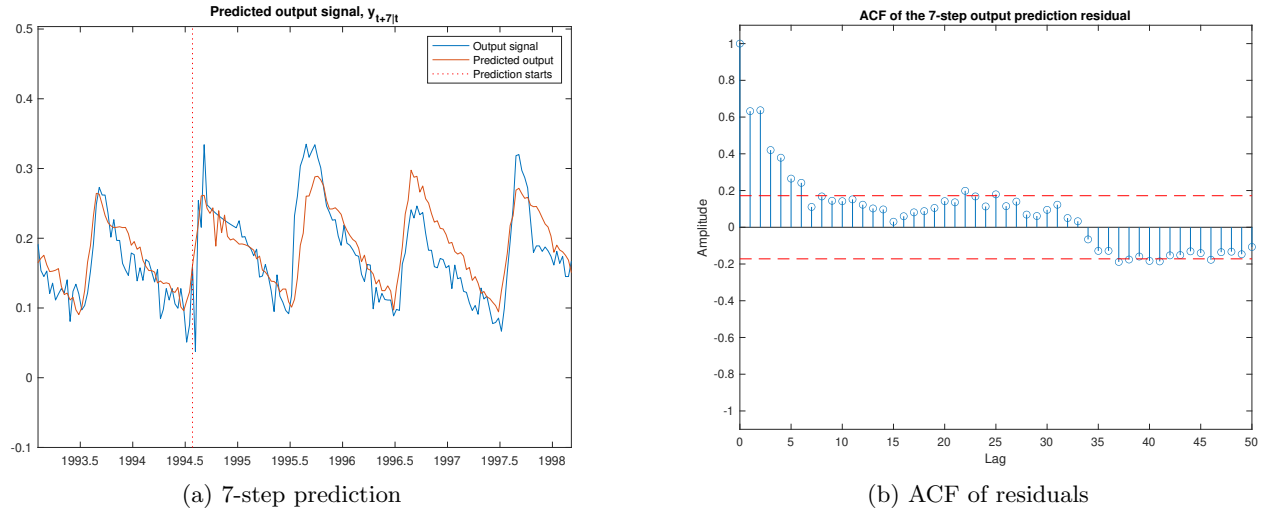 Predicted output signal, y_{t+7|t}
0.5
0.4
0.3
0.2
0.1
0
-0.1
1993.5 1994 1994.5 1995 1995.5 1996 1996.5 1997 1997.5 1998
Output signal
Predicted output
Prediction starts
(a) 7-step prediction
ACF of the 7-step output prediction residual
Amplitude
1
0.8
0.6
0.4
0.2
0
-0.2
-0.4
-0.6
-0.8
-1
0 5 10 15 20 25 30 35 40 45 50
Lag
(b) ACF of residuals